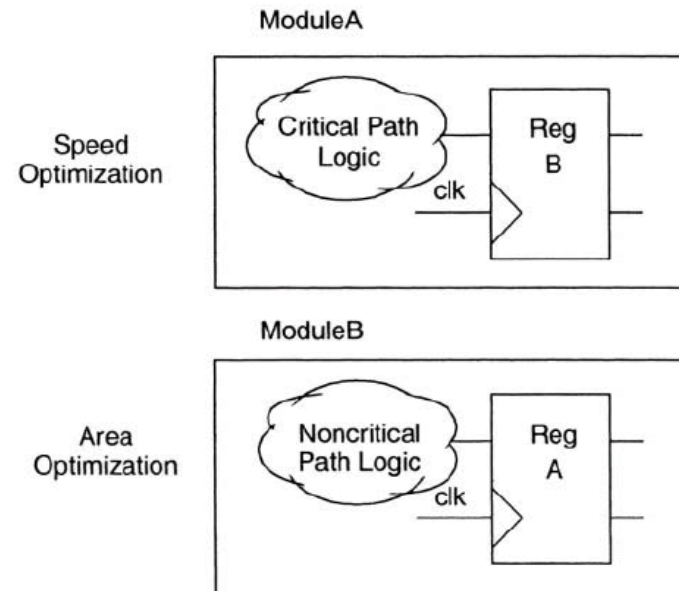 ModuleA
Speed
Optimization
Critical Path
Logic
clk
Reg
B
ModuleB
Area
Optimization
Noncritical
Path Logic
clk
Reg
A